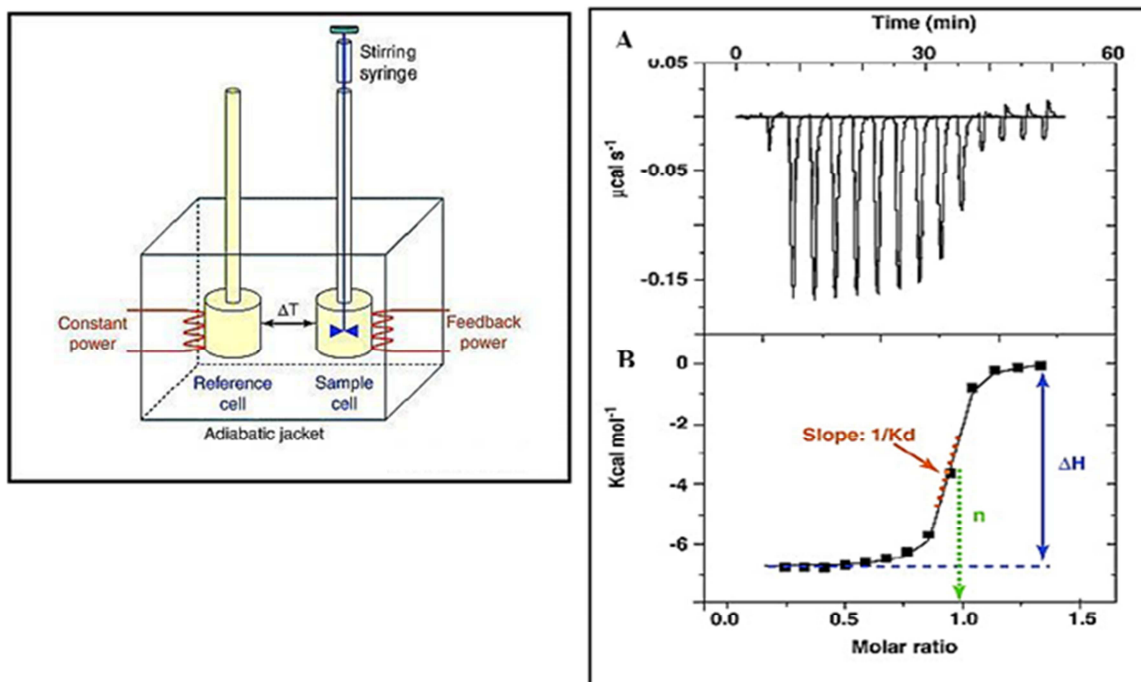 Stirring
syringe
ΔT
Constant
power
Feedback
power
Reference
cell
Sample
cell
Adiabatic jacket
A
Time (min)
0 30 60
0.05
0.00
-0.05
-0.15
μcal s-1
B
0
-2
-4
-6
Kcal mol-1
Slope: 1/Kd
ΔH
n
0.0 0.5 1.0 1.5
Molar ratio